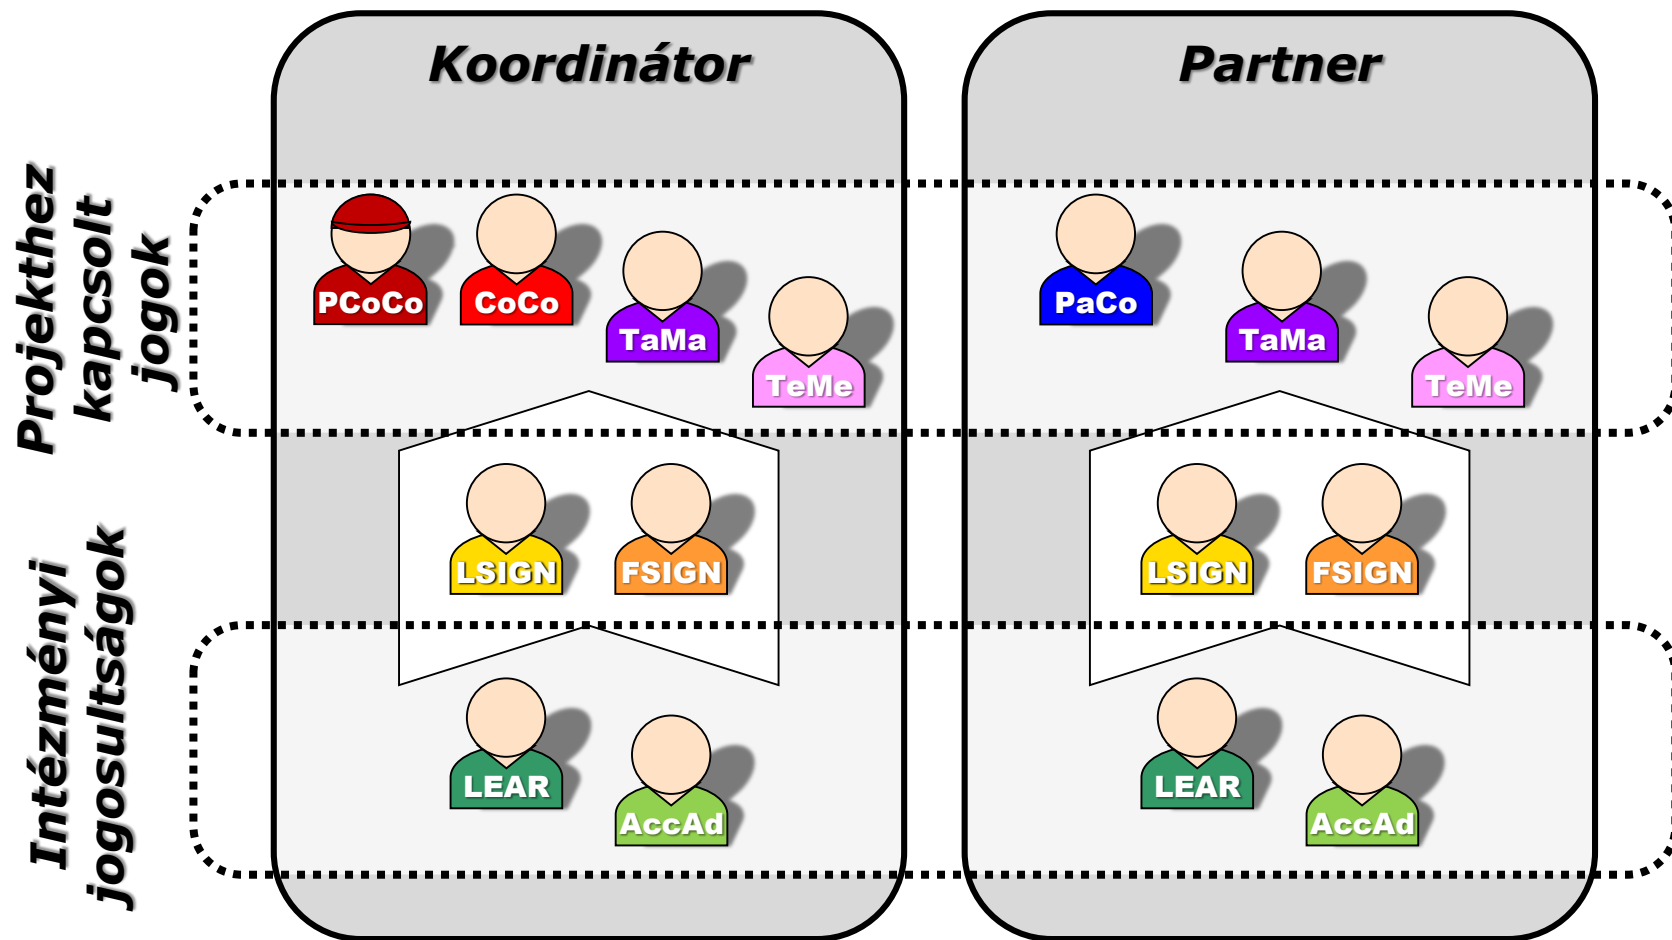 Koordinátor
Partner
Projekthez
kapcsolt
jogok
PCoCo
CoCo
TaMa
TeMe
PaCo
TaMa
TeMe
LSIGN
FSIGN
LSIGN
FSIGN
Intézményi
jogosultságok
LEAR
AccAd
LEAR
AccAd